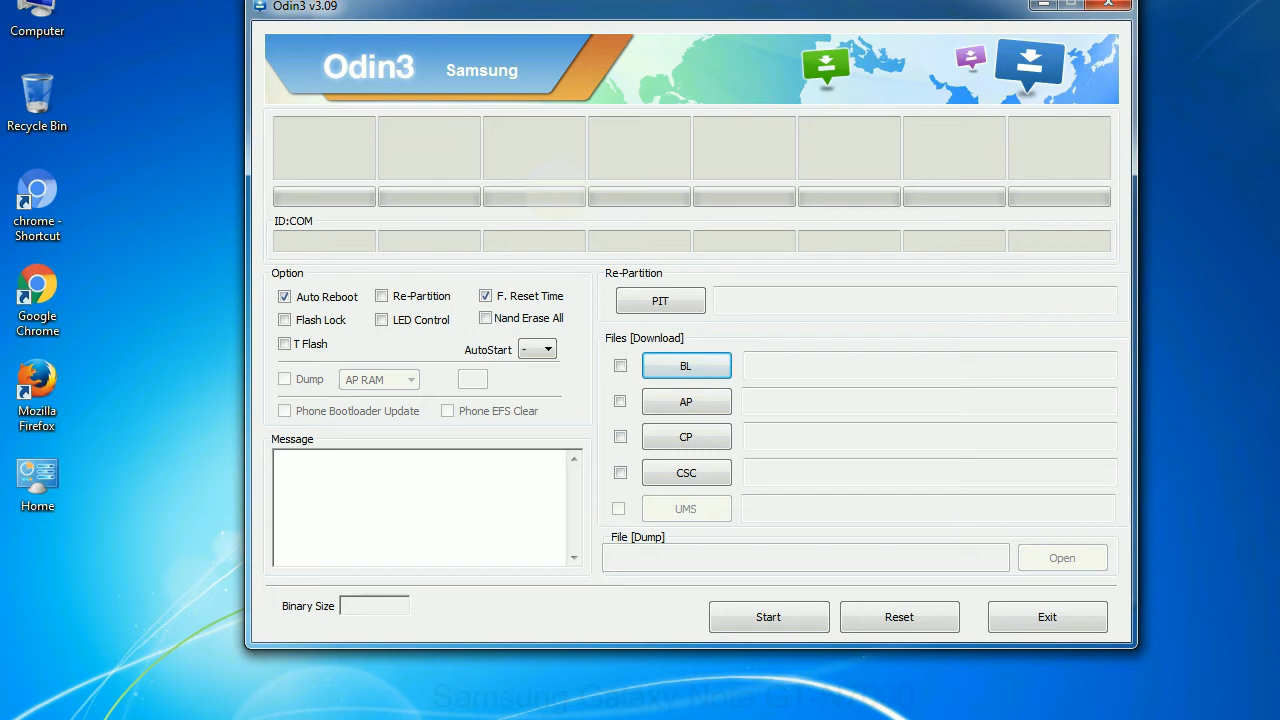 Odin3 v3.09
Computer
Recycle Bin
chrome -
Shortcut
Google
Chrome
Mozilla
Firefox
Home
Odin3 Samsung
ID:COM
Option
Auto Reboot
Re-Partition
F. Reset Time
Flash Lock
LED Control
Nand Erase All
T Flash
AutoStart -
Dump
AP RAM
Phone Bootloader Update
Phone EFS Clear
Message
Re-Partition
PIT
Files [Download]
BL
AP
CP
CSC
UMS
File [Dump]
Open
Binary Size
Start
Reset
Exit
Samsung Galaxy Note